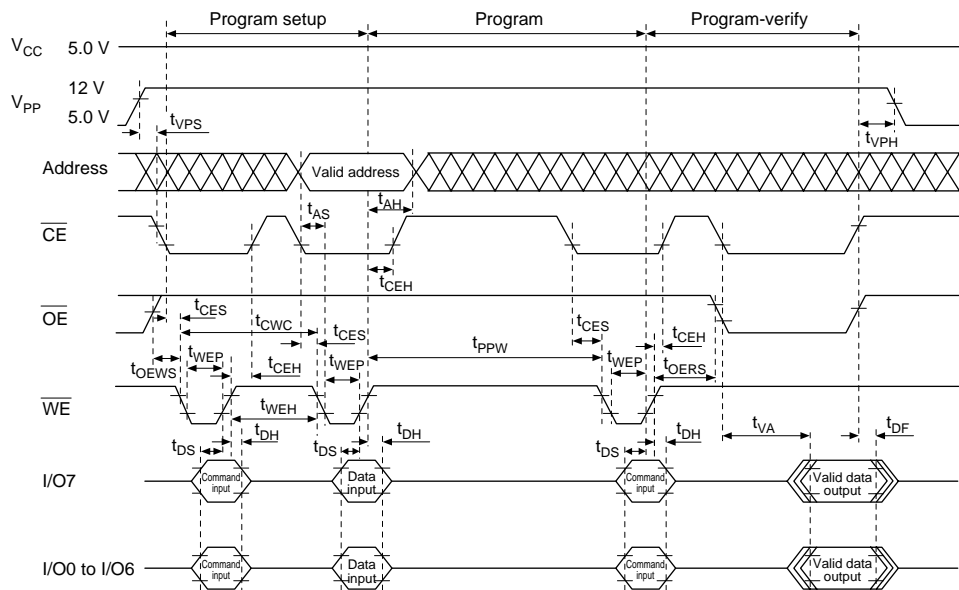 Program setup Program Program-verify
VCC 5.0 V
12 V
VPP
5.0 V
tVPS
tVPH
Address Valid address
tAH
tAS
CE
tCEH
OE
tCES
tCWC
tCES
tCES
tCEH
tPPW
tWEP
tCEH
tWEP
tWEP
tOEWS
tOERS
WE
tWEH
tVA
tDF
tDS
tDH
tDS
tDH
tDS
tDH
I/O7
Command input
Data input
Command input
Valid data output
I/O0 to I/O6
Command input
Data input
Command input
Valid data output